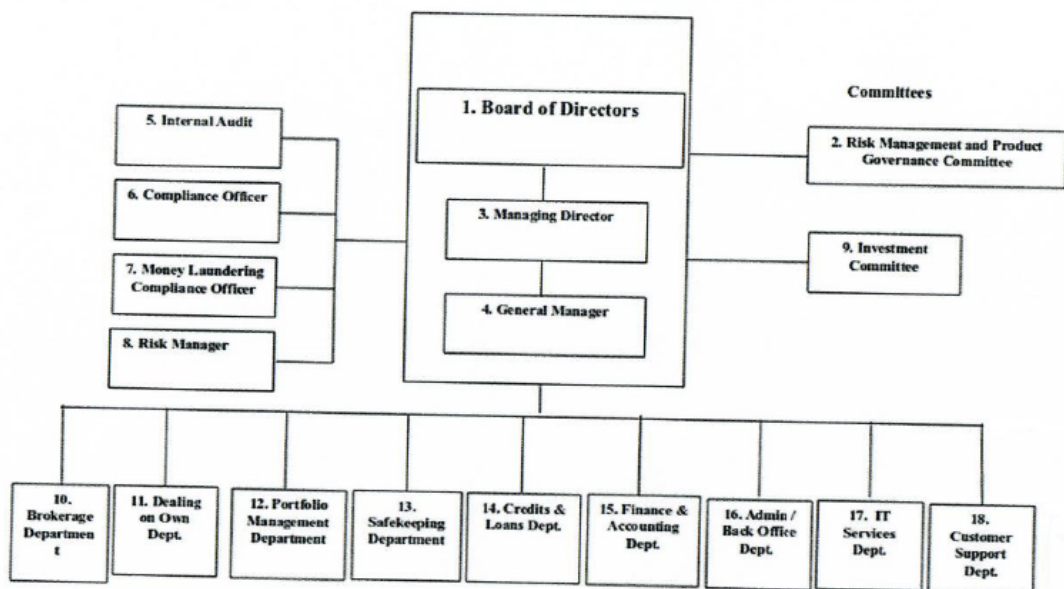 1. Board of Directors
Committees
5. Internal Audit
2. Risk Management and Product
Governance Committee
6. Compliance Officer
3. Managing Director
9. Investment
Committee
7. Money Laundering
Compliance Officer
4. General Manager
8. Risk Manager
10.
Brokerage
Departmen
t
11. Dealing
on Own
Dept.
12. Portfolio
Management
Department
13.
Safekeeping
Department
14. Credits &
Loans Dept.
15. Finance &
Accounting
Dept.
16. Admin /
Back Office
Dept.
17. IT
Services
Dept.
18.
Customer
Support
Dept.